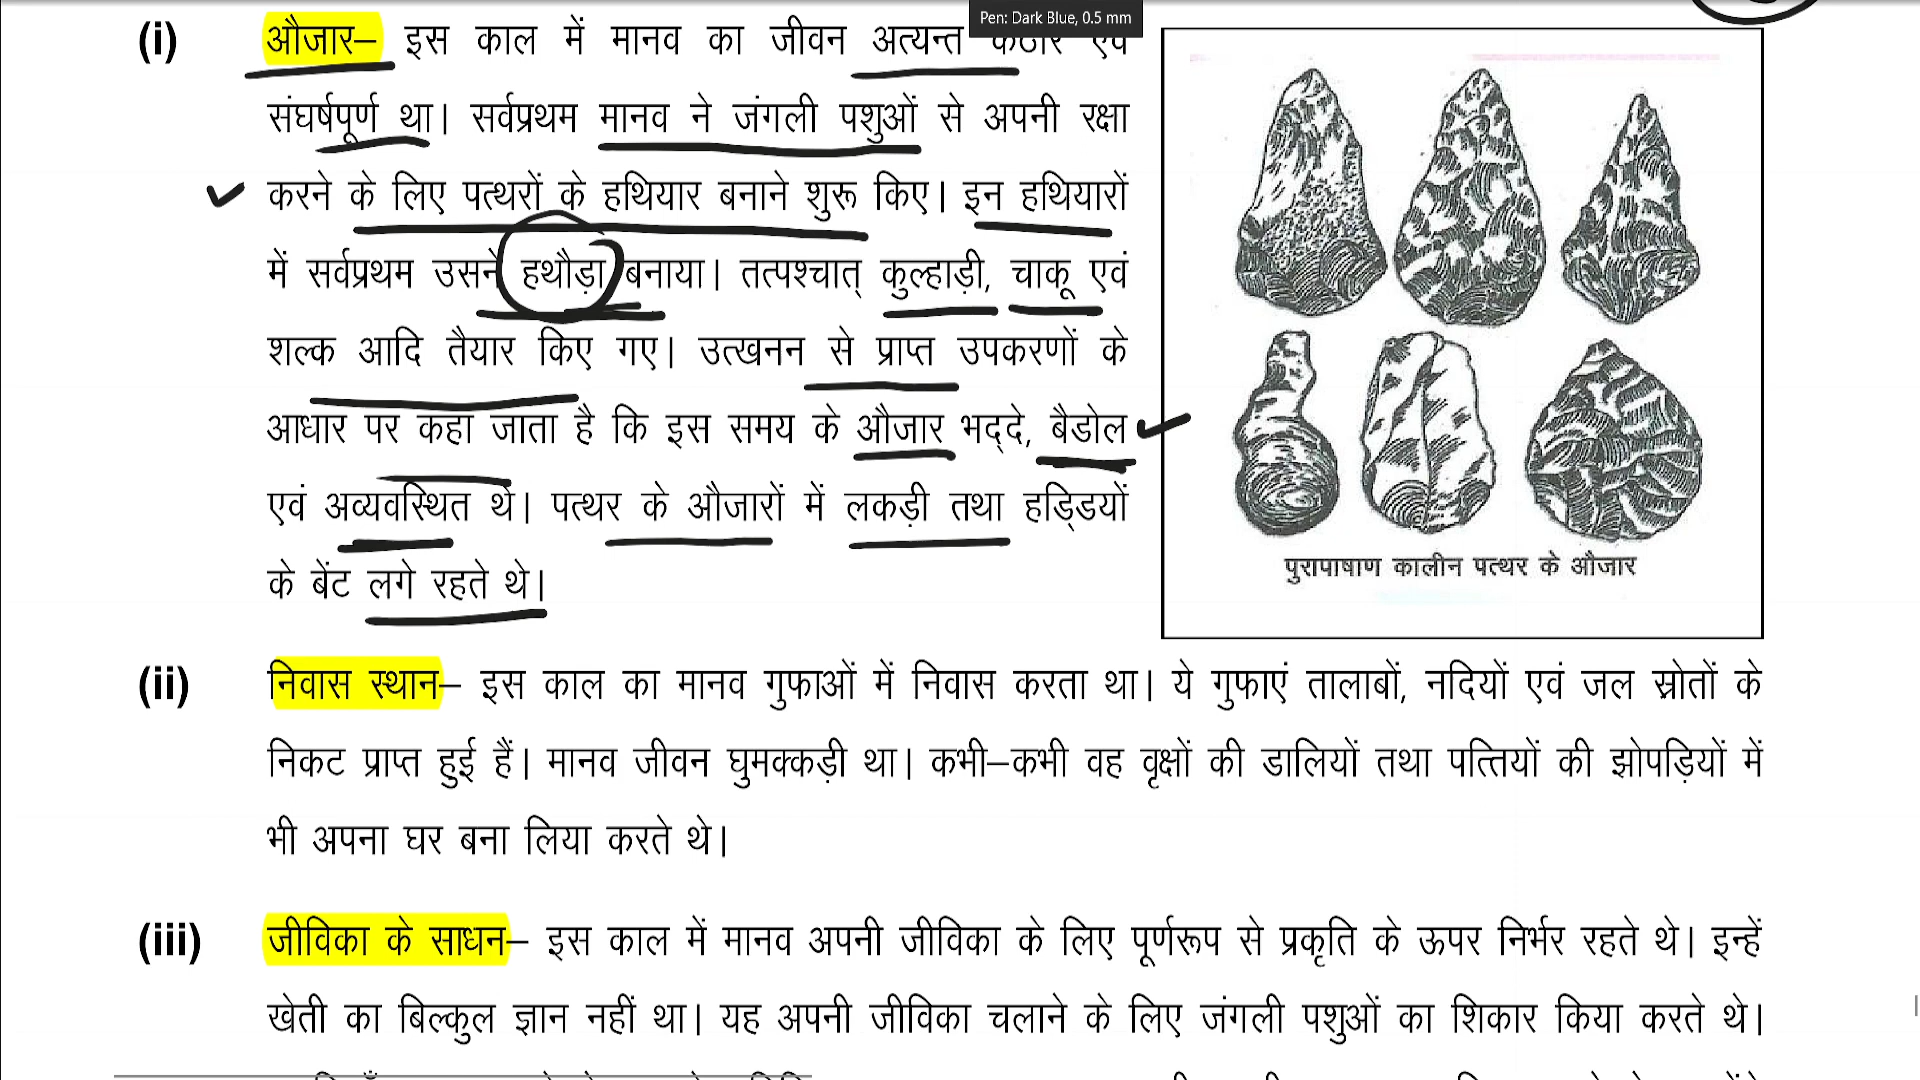 Pen: Dark Blue, 0.5 mm
(i) औजार– इस काल में मानव का जीवन अत्यन्त कठोर एवं
संघर्षपूर्ण था। सर्वप्रथम मानव ने जंगली पशुओं से अपनी रक्षा
करने के लिए पत्थरों के हथियार बनाने शुरू किए। इन हथियारों
में सर्वप्रथम उसने हथौड़ा बनाया। तत्पश्चात् कुल्हाड़ी, चाकू एवं
शल्क आदि तैयार किए गए। उत्खनन से प्राप्त उपकरणों के
आधार पर कहा जाता है कि इस समय के औजार भद्दे, बैडोल
एवं अव्यवस्थित थे। पत्थर के औजारों में लकड़ी तथा हड्डियों
के बेंट लगे रहते थे।
पुरापाषाण कालीन पत्थर के औजार
(ii) निवास स्थान– इस काल का मानव गुफाओं में निवास करता था। ये गुफाएं तालाबों, नदियों एवं जल स्रोतों के
निकट प्राप्त हुई हैं। मानव जीवन घुमक्कड़ी था। कभी–कभी वह वृक्षों की डालियों तथा पत्तियों की झोपड़ियों में
भी अपना घर बना लिया करते थे।
(iii) जीविका के साधन– इस काल में मानव अपनी जीविका के लिए पूर्णरूप से प्रकृति के ऊपर निर्भर रहते थे। इन्हें
खेती का बिल्कुल ज्ञान नहीं था। यह अपनी जीविका चलाने के लिए जंगली पशुओं का शिकार किया करते थे।